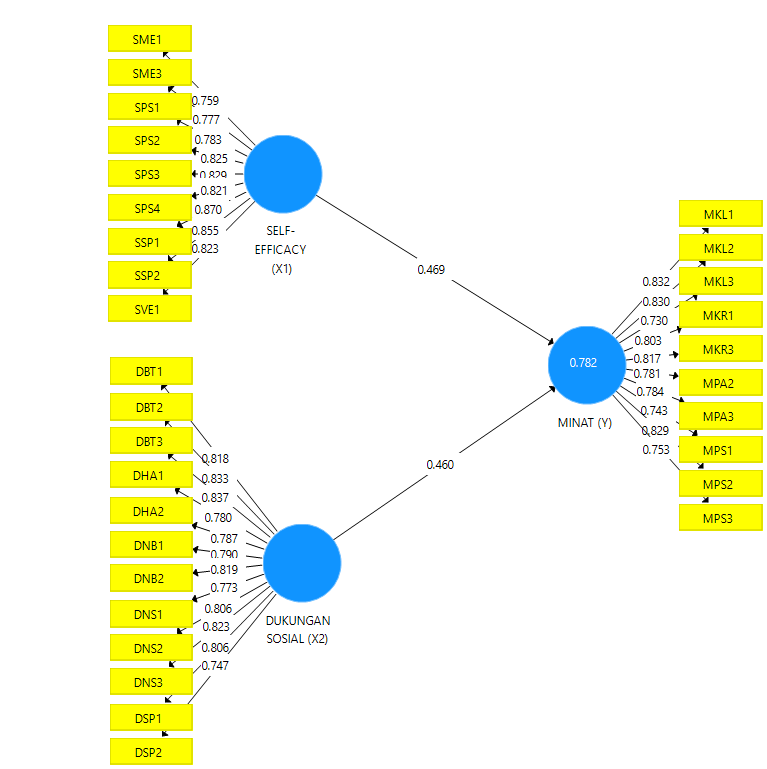 SME1
SME3
SPS1
SPS2
SPS3
SPS4
SSP1
SSP2
SVE1
0.759
0.777
0.783
0.825
0.829
0.821
0.870
0.855
0.823
SELF-
EFFICACY
(X1)
0.469
DBT1
DBT2
DBT3
DHA1
DHA2
DNB1
DNB2
DNS1
DNS2
DNS3
DSP1
DSP2
0.818
0.833
0.837
0.780
0.787
0.790
0.819
0.773
0.806
0.823
0.806
0.747
DUKUNGAN
SOSIAL (X2)
0.460
0.782
MINAT (Y)
0.832
0.830
0.730
0.803
0.817
0.781
0.784
0.743
0.829
0.753
MKL1
MKL2
MKL3
MKR1
MKR3
MPA2
MPA3
MPS1
MPS2
MPS3